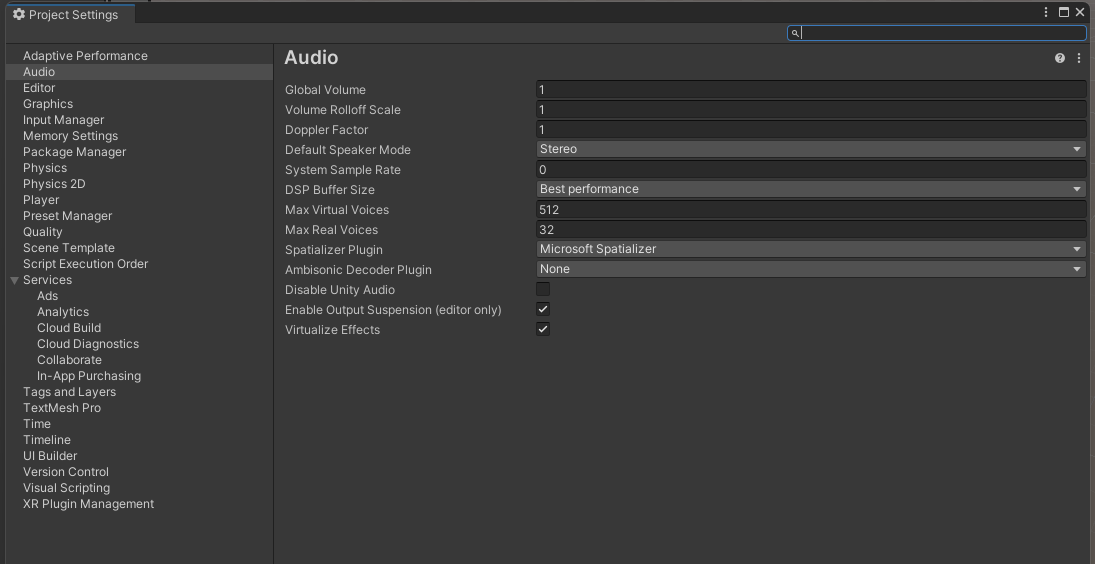 Project Settings
Adaptive Performance
Audio
Editor
Graphics
Input Manager
Memory Settings
Package Manager
Physics
Physics 2D
Player
Preset Manager
Quality
Scene Template
Script Execution Order
Services
Ads
Analytics
Cloud Build
Cloud Diagnostics
Collaborate
In-App Purchasing
Tags and Layers
TextMesh Pro
Time
Timeline
UI Builder
Version Control
Visual Scripting
XR Plugin Management
Audio
Global Volume 1
Volume Rolloff Scale 1
Doppler Factor 1
Default Speaker Mode Stereo
System Sample Rate 0
DSP Buffer Size Best performance
Max Virtual Voices 512
Max Real Voices 32
Spatializer Plugin Microsoft Spatializer
Ambisonic Decoder Plugin None
Disable Unity Audio
Enable Output Suspension (editor only)
Virtualize Effects